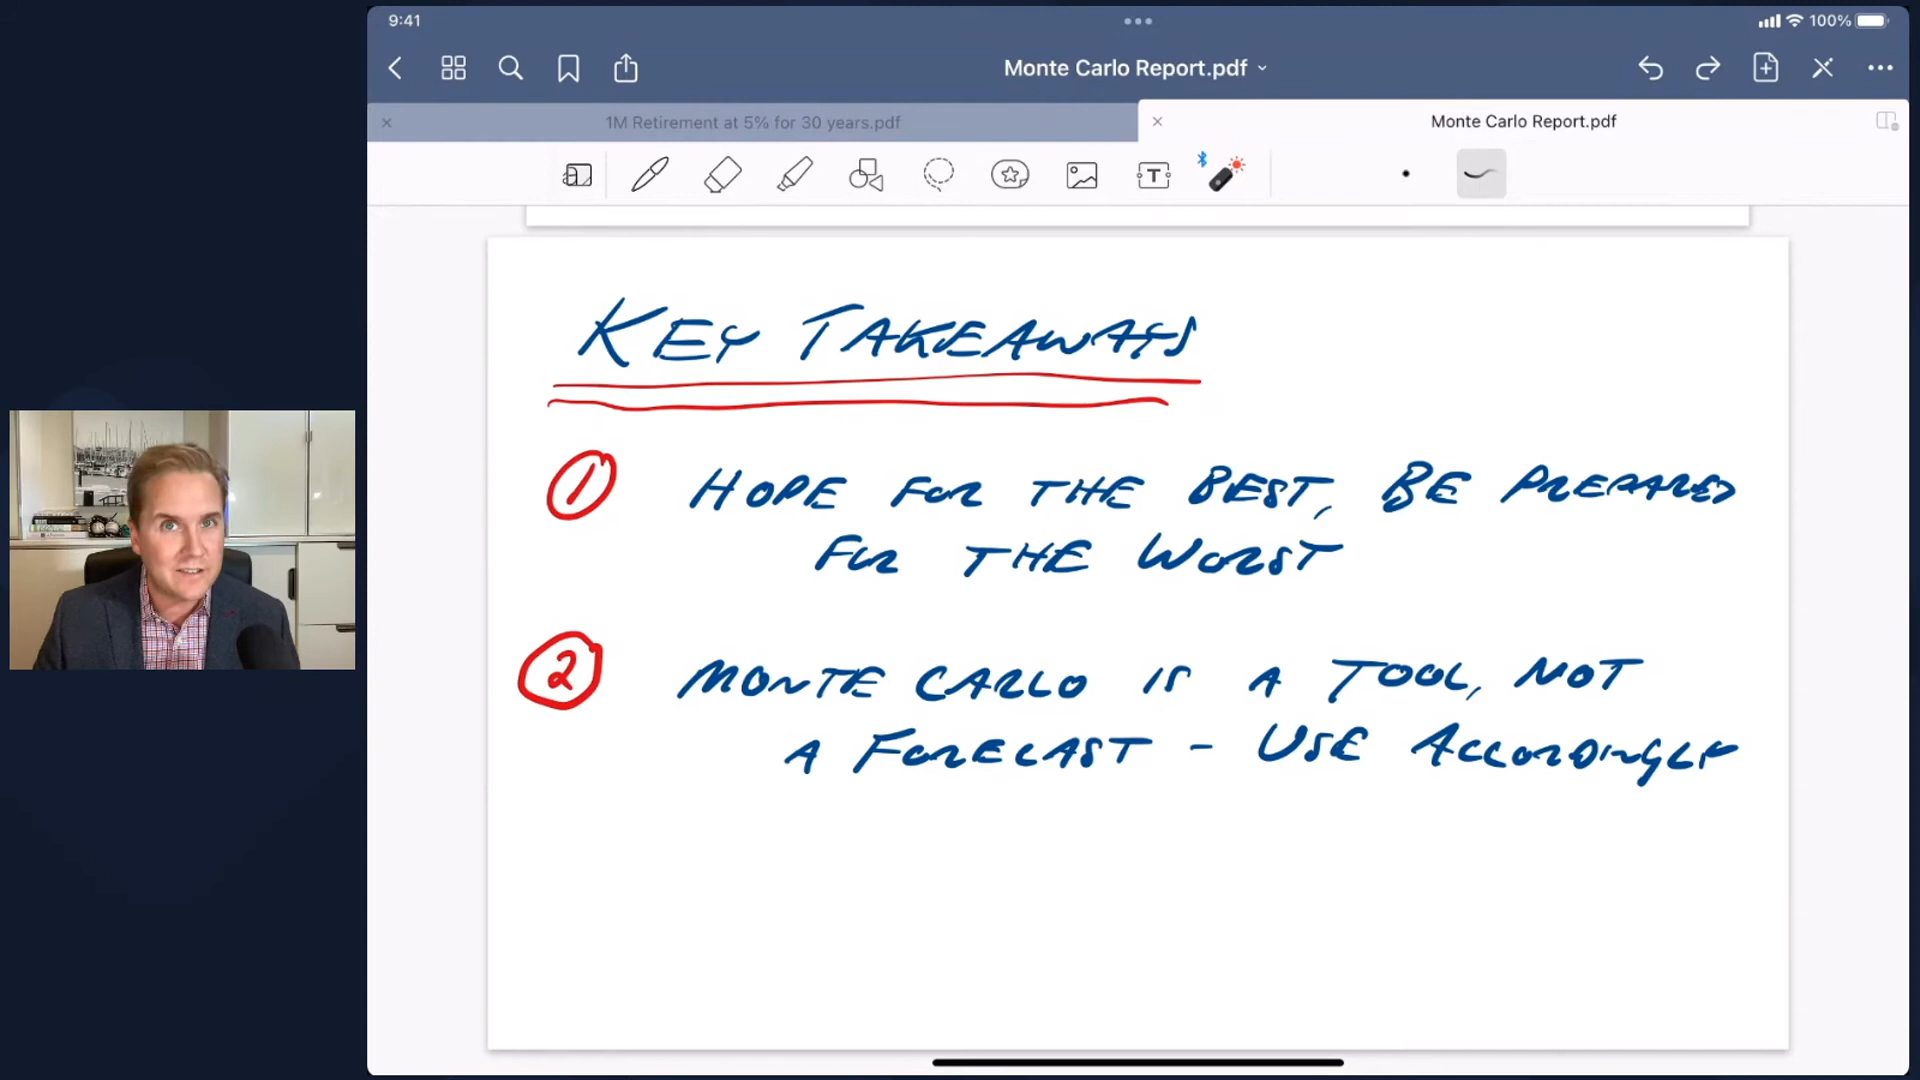 9:41
100%
Monte Carlo Report.pdf
1M Retirement at 5% for 30 years.pdf
Monte Carlo Report.pdf
KEY TAKEAWAYS
1 HOPE FOR THE BEST, BE PREPARED
FOR THE WORST
2 MONTE CARLO IS A TOOL, NOT
A FORECAST - USE ACCORDINGLY